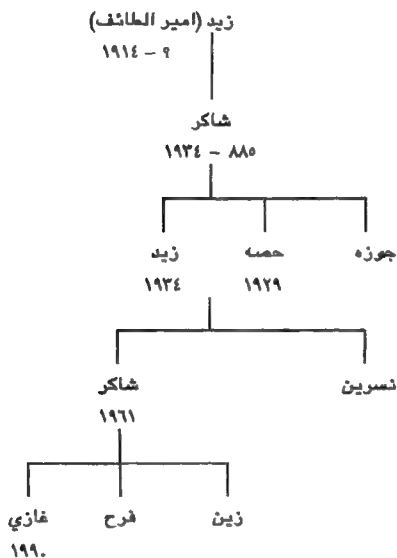 زيد (امير الطائف)
؟ – ١٩١٤
شاكر
٨٨٥ – ١٩٣٤
جوزه حصه زيد
١٩٢٩ ١٩٣٤
نسرين شاكر
١٩٦١
زين فرح غازي
١٩٩٠